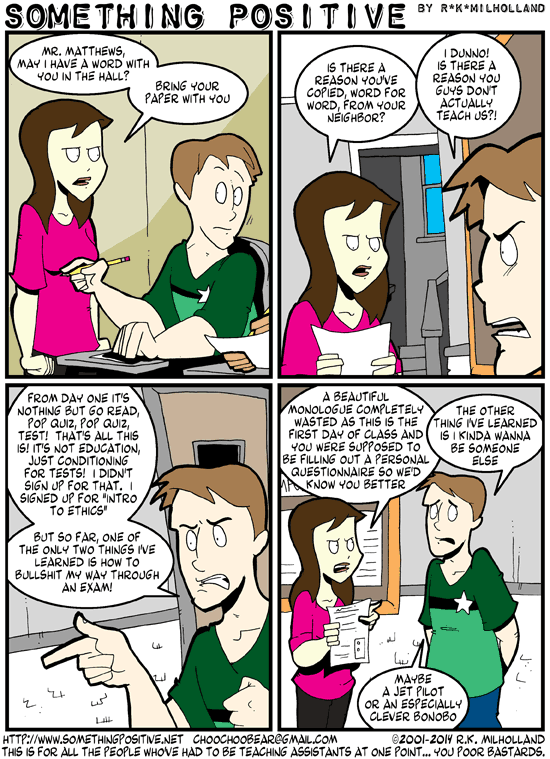 SOMETHING POSITIVE BY R*K*MILHOLLAND
MR. MATTHEWS,
MAY I HAVE A WORD WITH
YOU IN THE HALL?
BRING YOUR
PAPER WITH YOU
IS THERE A
REASON YOU'VE
COPIED, WORD FOR
WORD, FROM YOUR
NEIGHBOR?
I DUNNO!
IS THERE A
REASON YOU
GUYS DON'T
ACTUALLY
TEACH US?!
FROM DAY ONE IT'S
NOTHING BUT GO READ,
POP QUIZ, POP QUIZ,
TEST! THAT'S ALL THIS
IS! IT'S NOT EDUCATION,
JUST CONDITIONING
FOR TESTS! I DIDN'T
SIGN UP FOR THAT. I
SIGNED UP FOR "INTRO
TO ETHICS"
BUT SO FAR, ONE OF
THE ONLY TWO THINGS I'VE
LEARNED IS HOW TO
BULLSHIT MY WAY THROUGH
AN EXAM!
A BEAUTIFUL
MONOLOGUE COMPLETELY
WASTED AS THIS IS THE
FIRST DAY OF CLASS AND
YOU WERE SUPPOSED TO
BE FILLING OUT A PERSONAL
QUESTIONNAIRE SO WE'D
KNOW YOU BETTER
THE OTHER
THING I'VE LEARNED
IS I KINDA WANNA
BE SOMEONE
ELSE
MAYBE
A JET PILOT
OR AN ESPECIALLY
CLEVER BONOBO
HTTP://WWW.SOMETHINGPOSITIVE.NET CHOOCHOOBEAR@GMAIL.COM ©2001-2014 R.K. MILHOLLAND
THIS IS FOR ALL THE PEOPLE WHO'VE HAD TO BE TEACHING ASSISTANTS AT ONE POINT... YOU POOR BASTARDS.